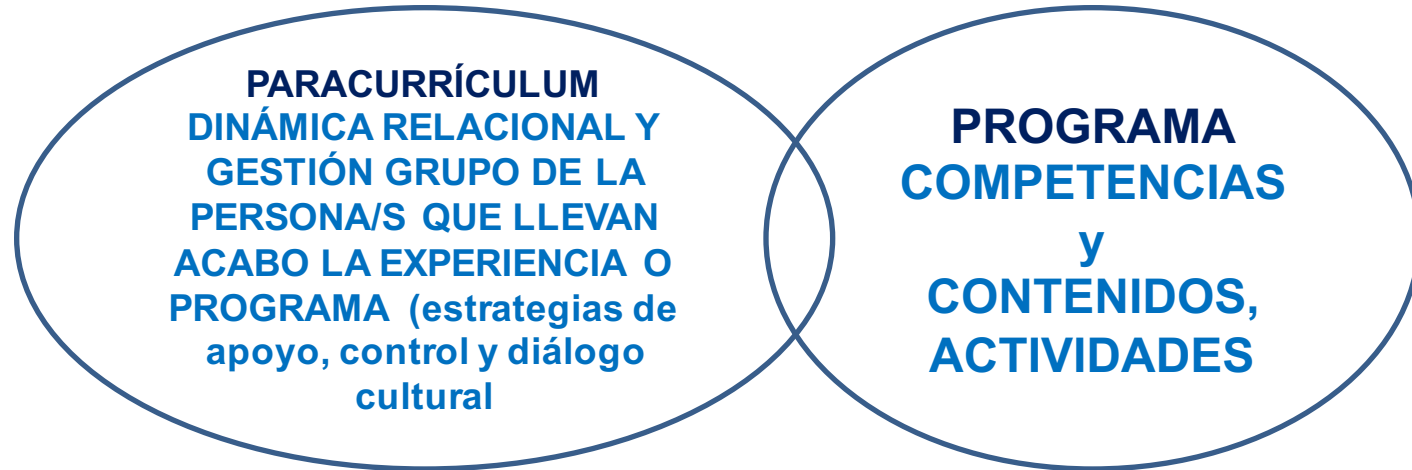 PARACURRÍCULUM
DINÁMICA RELACIONAL Y
GESTIÓN GRUPO DE LA
PERSONA/S QUE LLEVAN
ACABO LA EXPERIENCIA O
PROGRAMA (estrategias de
apoyo, control y diálogo
cultural
PROGRAMA
COMPETENCIAS
y
CONTENIDOS,
ACTIVIDADES